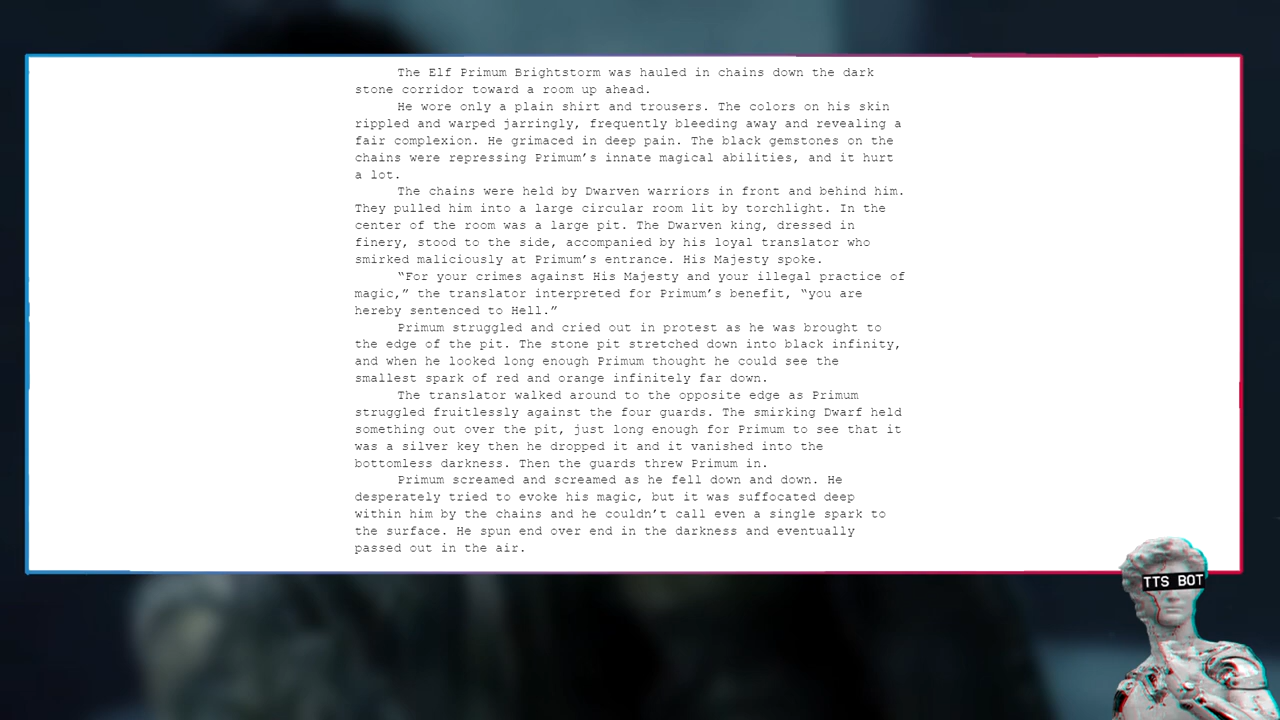 The Elf Primum Brightstorm was hauled in chains down the dark
stone corridor toward a room up ahead.
He wore only a plain shirt and trousers. The colors on his skin
rippled and warped jarringly, frequently bleeding away and revealing a
fair complexion. He grimaced in deep pain. The black gemstones on the
chains were repressing Primum’s innate magical abilities, and it hurt
a lot.
The chains were held by Dwarven warriors in front and behind him.
They pulled him into a large circular room lit by torchlight. In the
center of the room was a large pit. The Dwarven king, dressed in
finery, stood to the side, accompanied by his loyal translator who
smirked maliciously at Primum’s entrance. His Majesty spoke.
“For your crimes against His Majesty and your illegal practice of
magic,” the translator interpreted for Primum’s benefit, “you are
hereby sentenced to Hell.”
Primum struggled and cried out in protest as he was brought to
the edge of the pit. The stone pit stretched down into black infinity,
and when he looked long enough Primum thought he could see the
smallest spark of red and orange infinitely far down.
The translator walked around to the opposite edge as Primum
struggled fruitlessly against the four guards. The smirking Dwarf held
something out over the pit, just long enough for Primum to see that it
was a silver key then he dropped it and it vanished into the
bottomless darkness. Then the guards threw Primum in.
Primum screamed and screamed as he fell down and down. He
desperately tried to evoke his magic, but it was suffocated deep
within him by the chains and he couldn’t call even a single spark to
the surface. He spun end over end in the darkness and eventually
passed out in the air.
TTS BOT